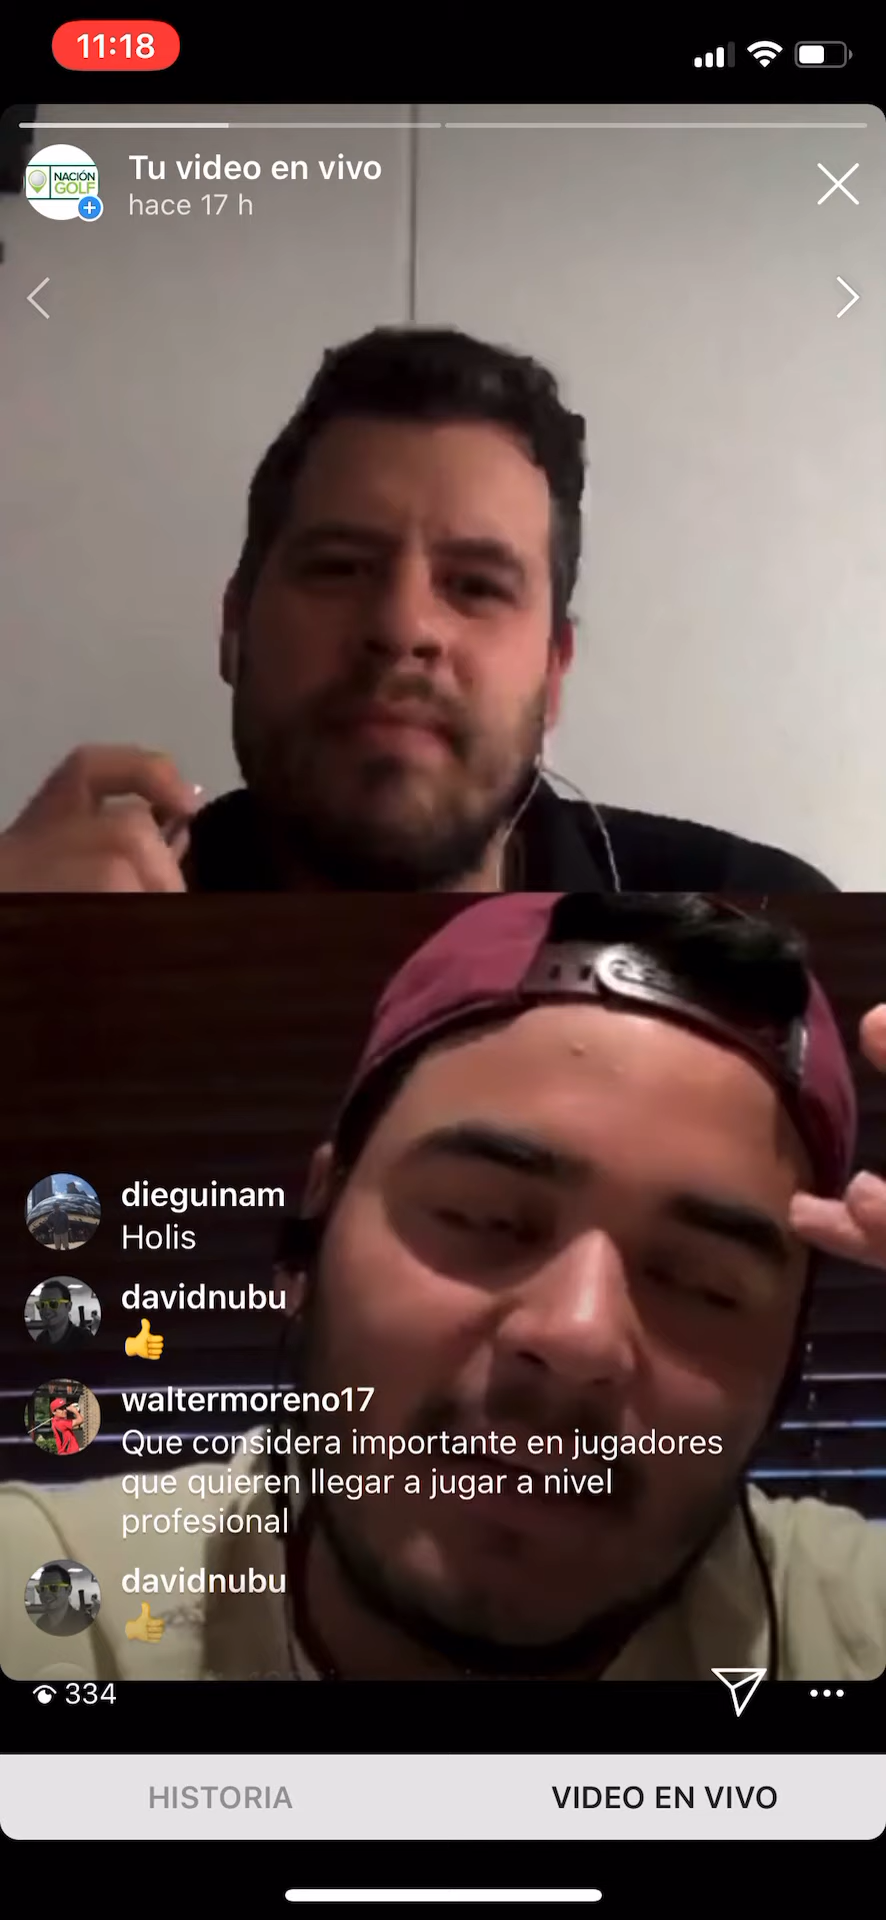 11:18
NACIÓN
GOLF
Tu video en vivo
hace 17 h
dieguinam
Holis
davidnubu
👍
waltermoreno17
Que considera importante en jugadores
que quieren llegar a jugar a nivel
profesional
davidnubu
👍
334
HISTORIA
VIDEO EN VIVO